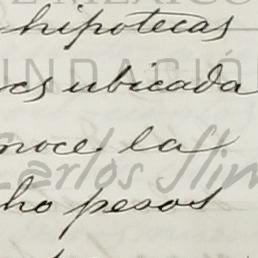 hipotecas
es ubicada
noce la
Carlos Slim
ho pesos